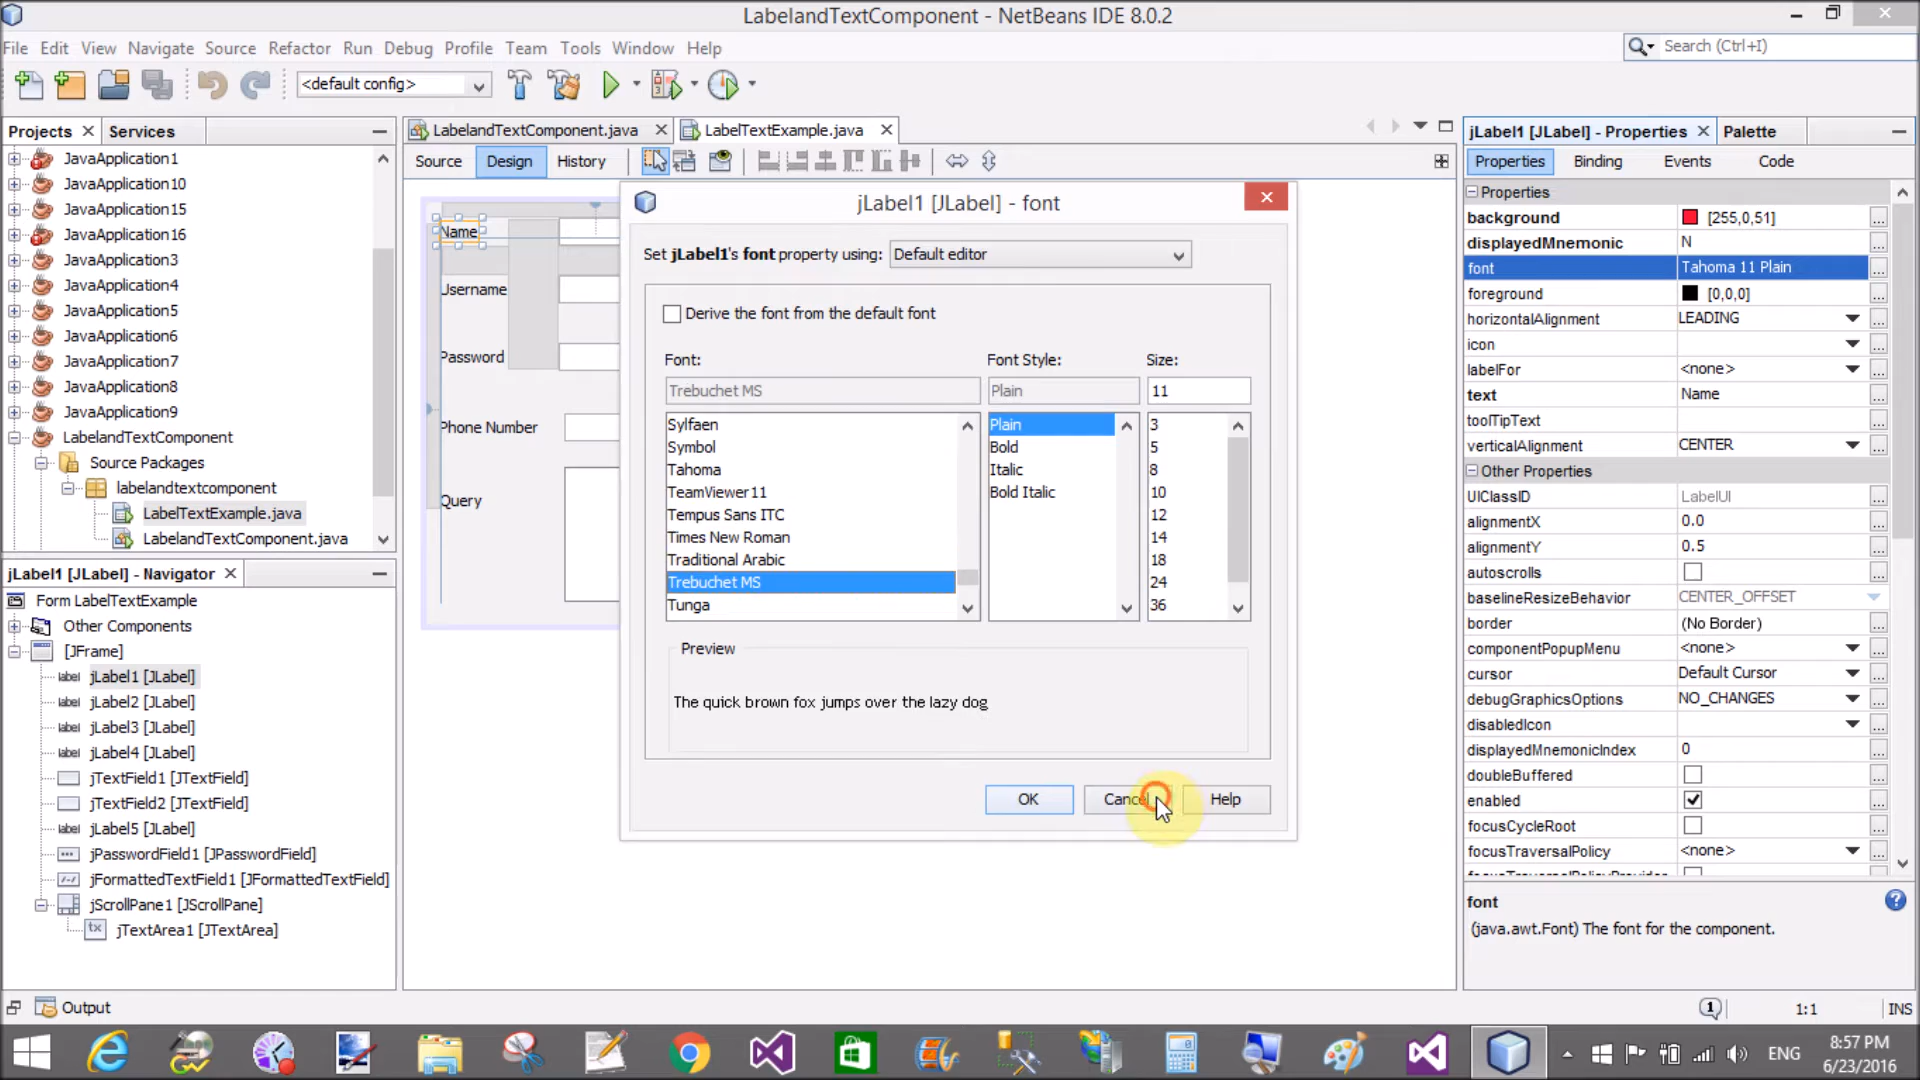 LabelandTextComponent - NetBeans IDE 8.0.2
File Edit View Navigate Source Refactor Run Debug Profile Team Tools Window Help
Search (Ctrl+I)
<default config>
Projects Services
JavaApplication1
JavaApplication10
JavaApplication15
JavaApplication16
JavaApplication3
JavaApplication4
JavaApplication5
JavaApplication6
JavaApplication7
JavaApplication8
JavaApplication9
LabelandTextComponent
Source Packages
labelandtextcomponent
LabelTextExample.java
LabelandTextComponent.java
jLabel1 [JLabel] - Navigator
Form LabelTextExample
Other Components
[JFrame]
label jLabel1 [JLabel]
label jLabel2 [JLabel]
label jLabel3 [JLabel]
label jLabel4 [JLabel]
jTextField1 [JTextField]
jTextField2 [JTextField]
label jLabel5 [JLabel]
jPasswordField1 [JPasswordField]
jFormattedTextField1 [JFormattedTextField]
jScrollPane1 [JScrollPane]
tx jTextArea1 [JTextArea]
Output
LabelandTextComponent.java LabelTextExample.java
Source Design History
Name
Username
Password
Phone Number
Query
jLabel1 [JLabel] - font
Set jLabel1's font property using: Default editor
Derive the font from the default font
Font: Font Style: Size:
Trebuchet MS Plain 11
Sylfaen Plain 3
Symbol Bold 5
Tahoma Italic 8
TeamViewer11 Bold Italic 10
Tempus Sans ITC 12
Times New Roman 14
Traditional Arabic 18
Trebuchet MS 24
Tunga 36
Preview
The quick brown fox jumps over the lazy dog
OK Cancel Help
jLabel1 [JLabel] - Properties Palette
Properties Binding Events Code
Properties
background [255,0,51] ...
displayedMnemonic N ...
font Tahoma 11 Plain ...
foreground [0,0,0] ...
horizontalAlignment LEADING ...
icon ...
labelFor <none> ...
text Name ...
toolTipText ...
verticalAlignment CENTER ...
Other Properties
UIClassID LabelUI ...
alignmentX 0.0 ...
alignmentY 0.5 ...
autoscrolls ...
baselineResizeBehavior CENTER_OFFSET
border (No Border) ...
componentPopupMenu <none> ...
cursor Default Cursor ...
debugGraphicsOptions NO_CHANGES ...
disabledIcon ...
displayedMnemonicIndex 0 ...
doubleBuffered ...
enabled ...
focusCycleRoot ...
focusTraversalPolicy <none> ...
focusTraversalPolicyProvider
font
(java.awt.Font) The font for the component.
1:1 INS
ENG
8:57 PM
6/23/2016